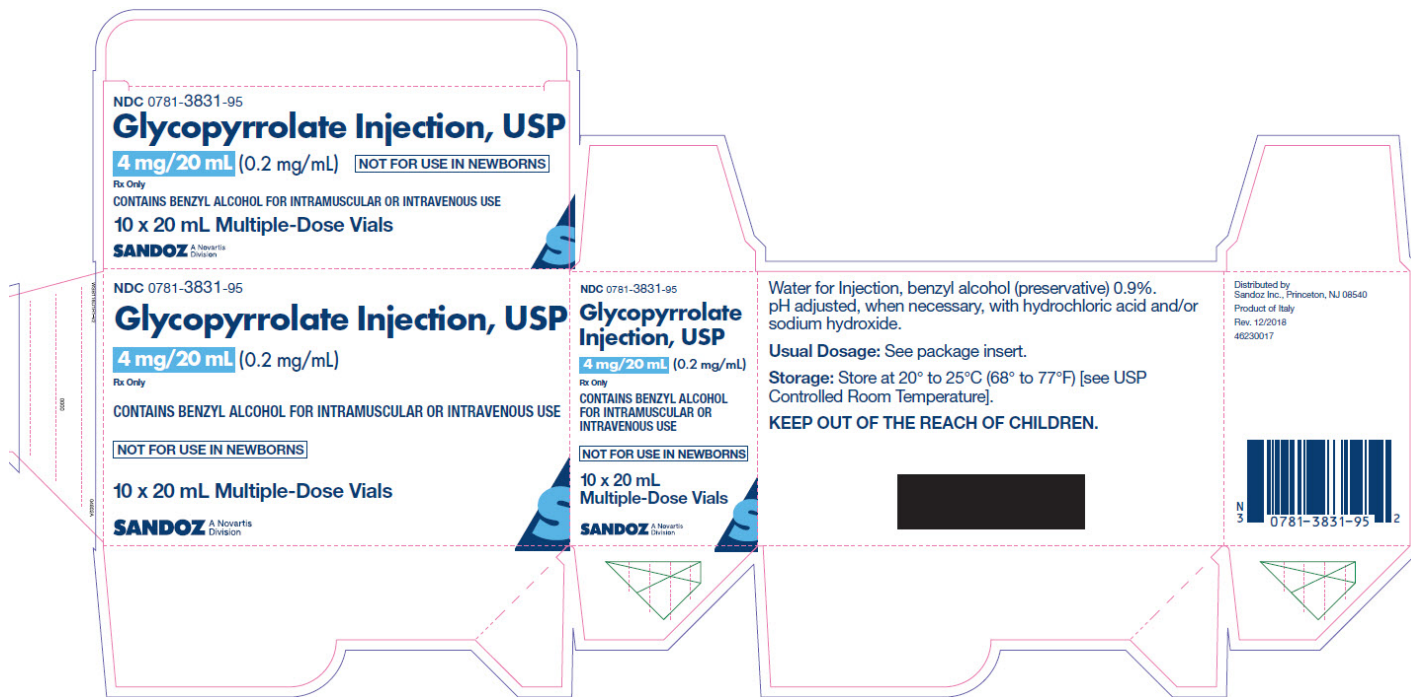 NDC 0781-3831-95
Glycopyrrolate Injection, USP
4 mg/20 mL (0.2 mg/mL) NOT FOR USE IN NEWBORNS
Rx Only
CONTAINS BENZYL ALCOHOL FOR INTRAMUSCULAR OR INTRAVENOUS USE
10 x 20 mL Multiple-Dose Vials
SANDOZ A Novartis
Division
S
NDC 0781-3831-95
Glycopyrrolate Injection, USP
4 mg/20 mL (0.2 mg/mL)
Rx Only
CONTAINS BENZYL ALCOHOL FOR INTRAMUSCULAR OR INTRAVENOUS USE
NOT FOR USE IN NEWBORNS
10 x 20 mL Multiple-Dose Vials
SANDOZ A Novartis
Division
S
NDC 0781-3831-95
Glycopyrrolate
Injection, USP
4 mg/20 mL (0.2 mg/mL)
Rx Only
CONTAINS BENZYL ALCOHOL
FOR INTRAMUSCULAR OR
INTRAVENOUS USE
NOT FOR USE IN NEWBORNS
10 x 20 mL
Multiple-Dose Vials
SANDOZ A Novartis
Division
S
Water for Injection, benzyl alcohol (preservative) 0.9%.
pH adjusted, when necessary, with hydrochloric acid and/or
sodium hydroxide.
Usual Dosage: See package insert.
Storage: Store at 20° to 25°C (68° to 77°F) [see USP
Controlled Room Temperature].
KEEP OUT OF THE REACH OF CHILDREN.
Distributed by
Sandoz Inc., Princeton, NJ 08540
Product of Italy
Rev. 12/2018
46230017
N
3 0781-3831-95 2